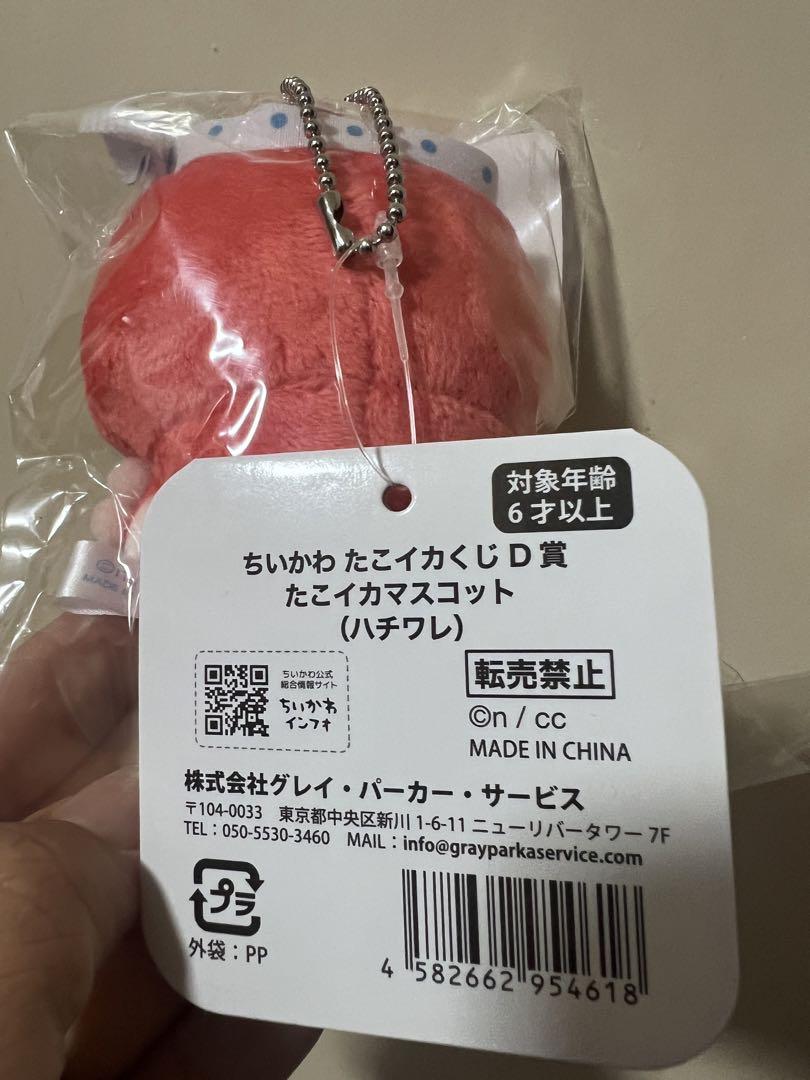 対象年齢
6才以上
ちいかわ たこイカくじ D 賞
たこイカマスコット
（ハチワレ）
ちいかわ公式
総合情報サイト
ちいかわ
インフォ
転売禁止
©n / cc
MADE IN CHINA
株式会社グレイ・パーカー・サービス
〒104-0033 東京都中央区新川 1-6-11 ニューリバータワー 7F
TEL：050-5530-3460 MAIL：info@grayparkaservice.com
プラ
外袋：PP
4 582662 954618
MADE